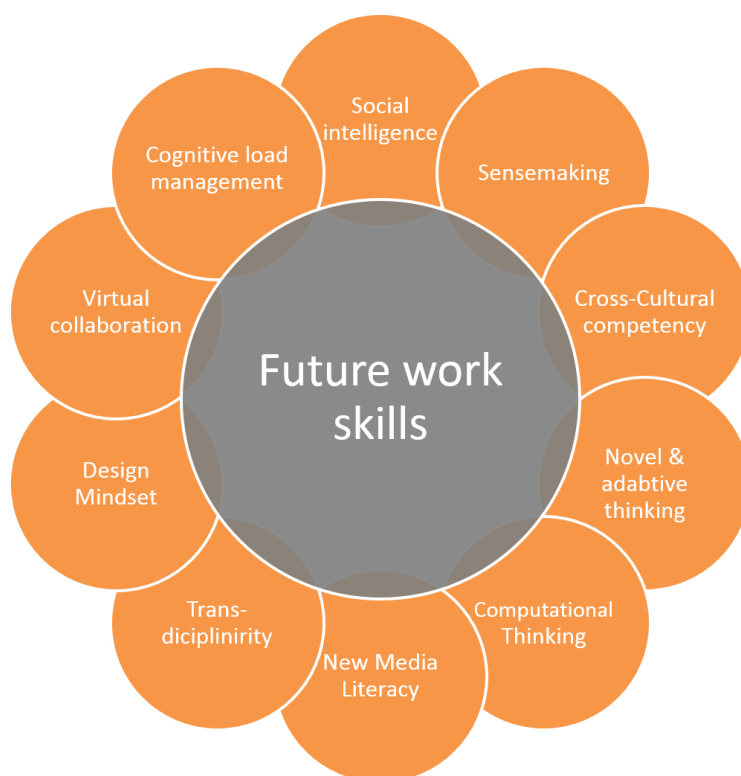 Social
intelligence
Sensemaking
Cross-Cultural
competency
Novel &
adabtive
thinking
Computational
Thinking
New Media
Literacy
Trans-
diciplinirity
Design
Mindset
Virtual
collaboration
Cognitive load
management
Future work
skills